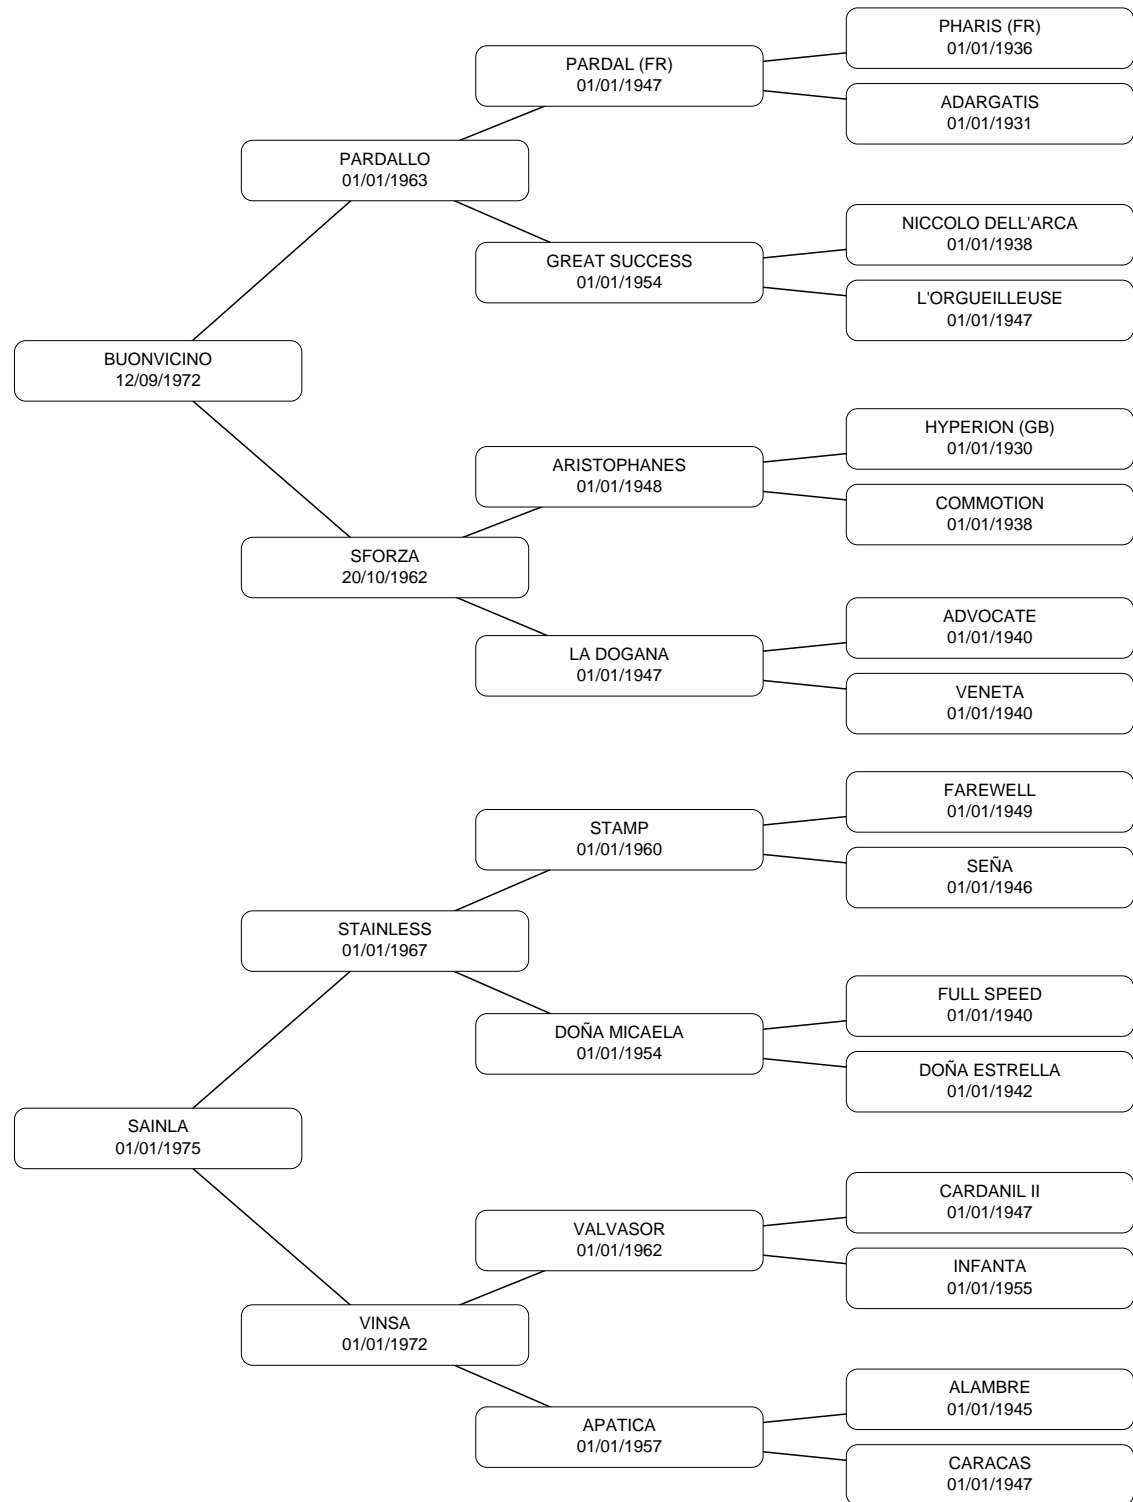 PHARIS (FR)
01/01/1936
PARDAL (FR)
01/01/1947
ADARGATIS
01/01/1931
PARDALLO
01/01/1963
NICCOLO DELL'ARCA
01/01/1938
GREAT SUCCESS
01/01/1954
L'ORGUEILLEUSE
01/01/1947
BUONVICINO
12/09/1972
HYPERION (GB)
01/01/1930
ARISTOPHANES
01/01/1948
COMMOTION
01/01/1938
SFORZA
20/10/1962
ADVOCATE
01/01/1940
LA DOGANA
01/01/1947
VENETA
01/01/1940
FAREWELL
01/01/1949
STAMP
01/01/1960
SEÑA
01/01/1946
STAINLESS
01/01/1967
FULL SPEED
01/01/1940
DOÑA MICAELA
01/01/1954
DOÑA ESTRELLA
01/01/1942
SAINLA
01/01/1975
CARDANIL II
01/01/1947
VALVASOR
01/01/1962
INFANTA
01/01/1955
VINSA
01/01/1972
ALAMBRE
01/01/1945
APATICA
01/01/1957
CARACAS
01/01/1947